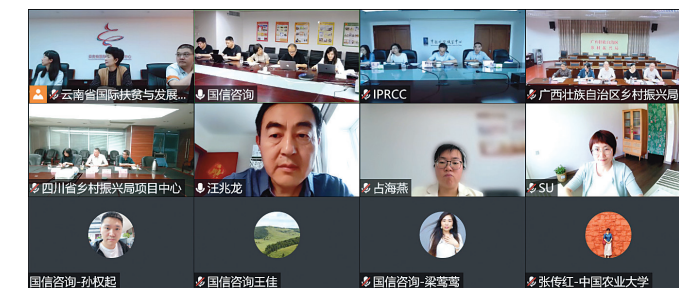 云南省国际扶贫与发展...
国信咨询
IPRCC
广西壮族自治区乡村振兴局
四川省乡村振兴局项目中心
汪兆龙
占海燕
SU
国信咨询-孙权起
国信咨询王佳
国信咨询-梁莺莺
张传红-中国农业大学